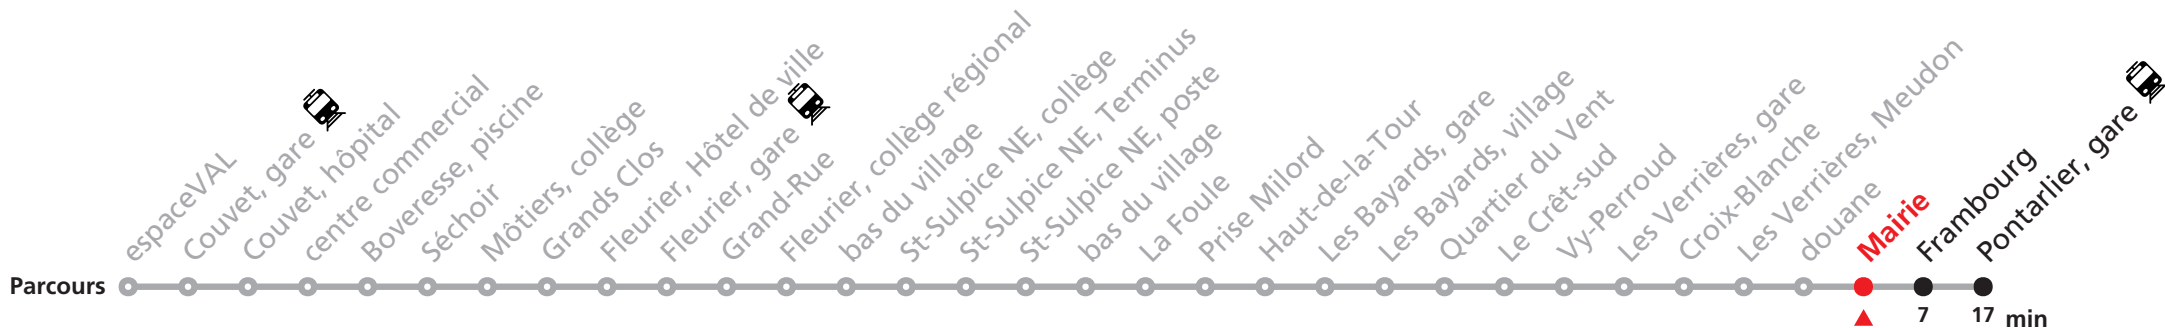 espaceVAL
Couvet, gare
Couvet, hôpital
centre commercial
Boveresse, piscine
Séchoir
Môtiers, collège
Grands Clos
Fleurier, Hôtel de ville
Fleurier, gare
Grand-Rue
Fleurier, collège régional
bas du village
St-Sulpice NE, collège
St-Sulpice NE, Terminus
St-Sulpice NE, poste
bas du village
La Foule
Prise Milord
Haut-de-la-Tour
Les Bayards, gare
Les Bayards, village
Quartier du Vent
Le Crêt-sud
Vy-Perroud
Les Verrières, gare
Croix-Blanche
Les Verrières, Meudon
douane
Mairie
Frambourg
Pontarlier, gare
Parcours
7 17 min